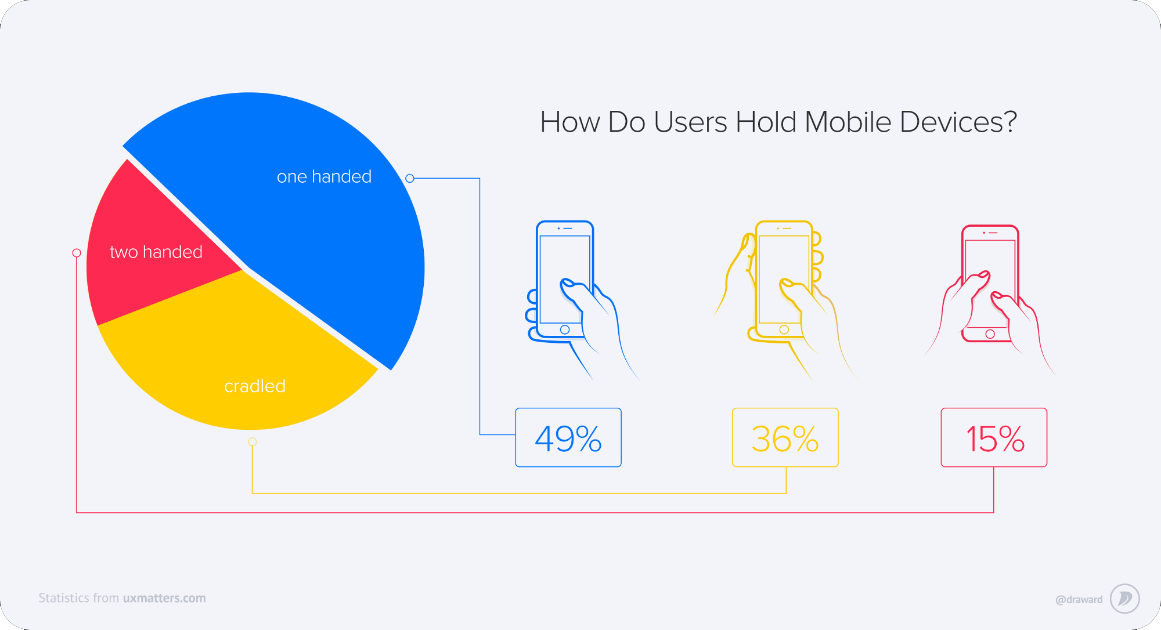 How Do Users Hold Mobile Devices?
one handed
two handed
cradled
49%
36%
15%
Statistics from uxmatters.com
@draward